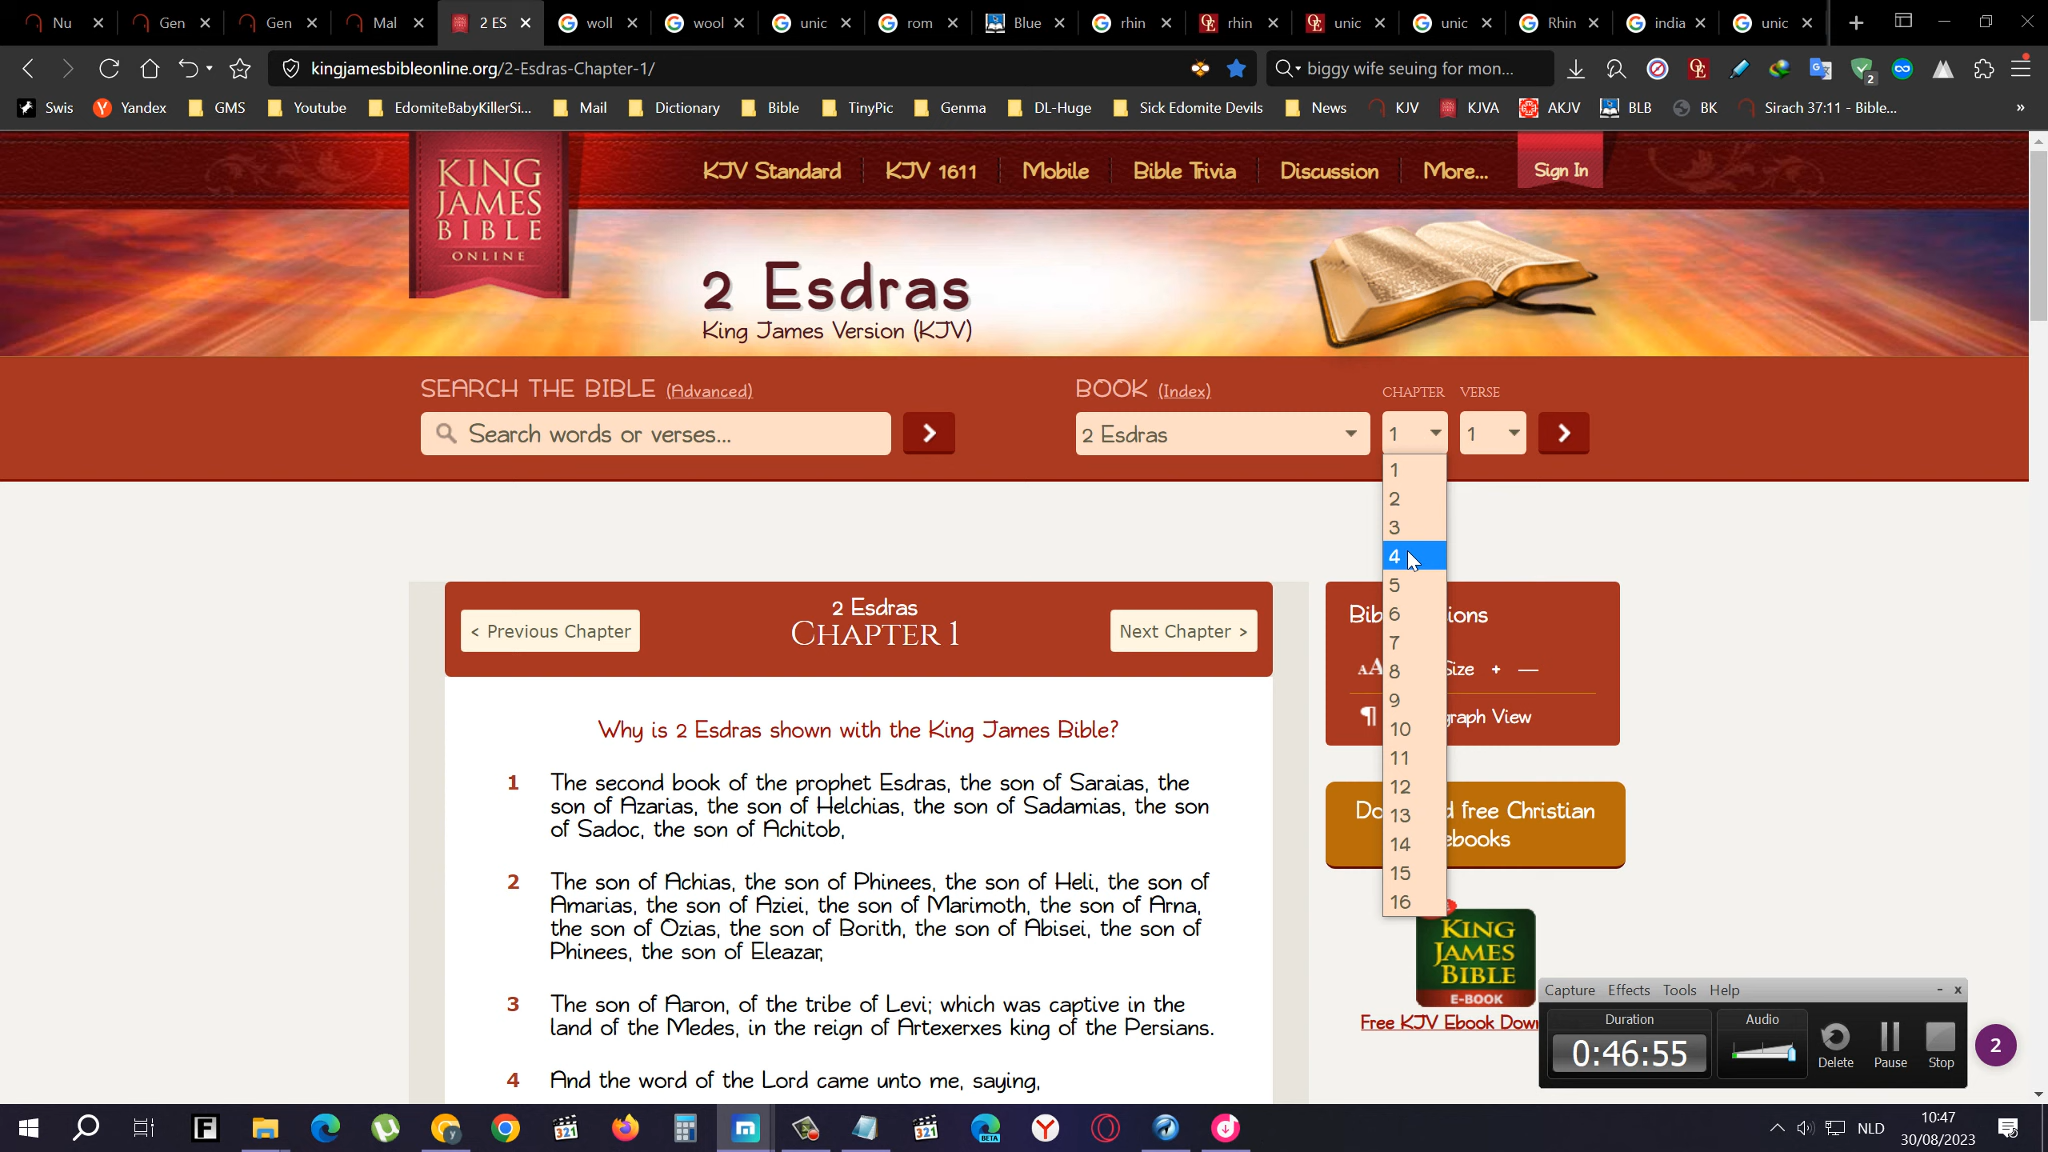 Nu
Gen
Gen
Mal
2 ES
woll
wool
unic
rom
Blue
rhin
rhin
unic
unic
Rhin
india
unic
kingjamesbibleonline.org/2-Esdras-Chapter-1/
biggy wife seuing for mon...
2
Swis
Yandex
GMS
Youtube
EdomiteBabyKillerSi...
Mail
Dictionary
Bible
TinyPic
Genma
DL-Huge
Sick Edomite Devils
News
KJV
KJVA
AKJV
BLB
BK
Sirach 37:11 - Bible...
KING
JAMES
BIBLE
ONLINE
KJV Standard
KJV 1611
Mobile
Bible Trivia
Discussion
More...
Sign In
2 Esdras
King James Version (KJV)
SEARCH THE BIBLE (Advanced)
BOOK (Index)
CHAPTER
VERSE
Search words or verses...
2 Esdras
1
1
1
2
3
4
5
6
7
8
9
10
11
12
13
14
15
16
< Previous Chapter
2 Esdras
CHAPTER 1
Next Chapter >
Why is 2 Esdras shown with the King James Bible?
1 The second book of the prophet Esdras, the son of Saraias, the
son of Azarias, the son of Helchias, the son of Sadamias, the son
of Sadoc, the son of Achitob,
2 The son of Achias, the son of Phinees, the son of Heli, the son of
Amarias, the son of Aziei, the son of Marimoth, the son of Arna,
the son of Ozias, the son of Borith, the son of Abisei, the son of
Phinees, the son of Eleazar,
3 The son of Aaron, of the tribe of Levi; which was captive in the
land of the Medes, in the reign of Artexerxes king of the Persians.
4 And the word of the Lord came unto me, saying,
Size + —
View
free Christian
KING
JAMES
BIBLE
E-BOOK
Free KJV Ebook
Capture Effects Tools Help
Duration
Audio
0:46:55
Delete
Pause
Stop
2
321
321
BETA
NLD
10:47
30/08/2023